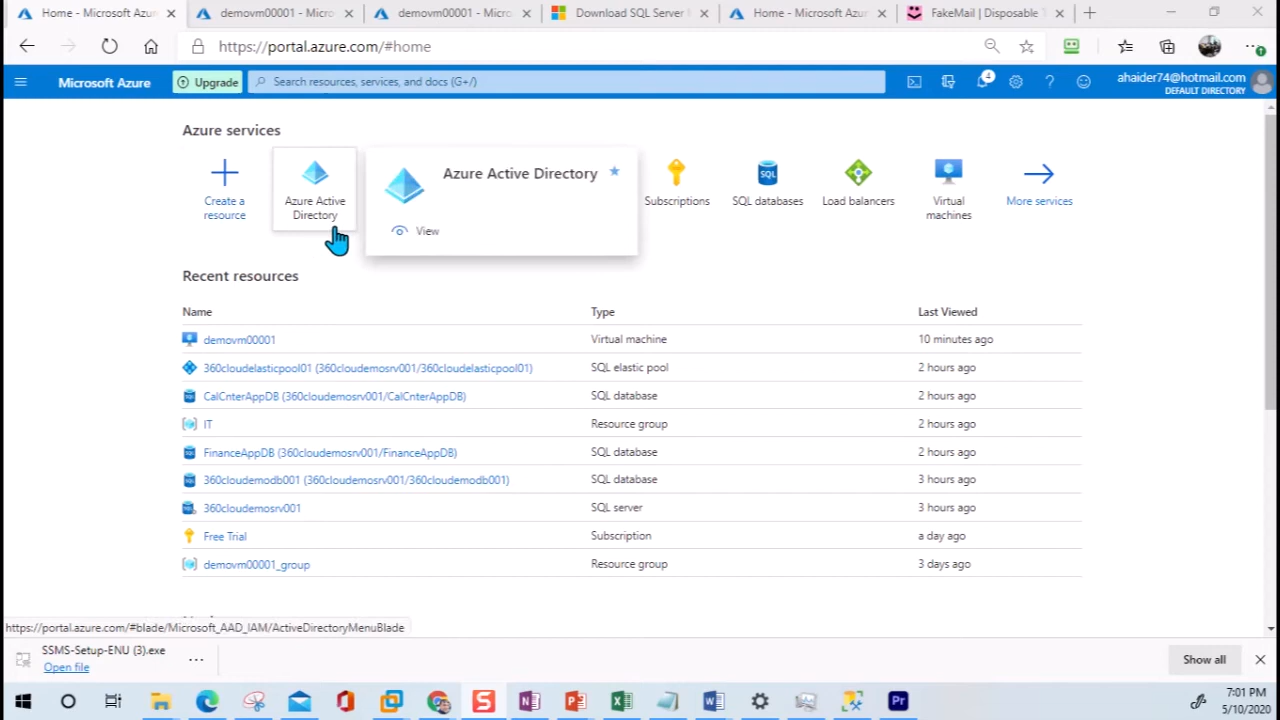 Home - Microsoft Azur
demovm00001 - Micro
demovm00001 - Micro
Download SQL Server
Home - Microsoft Azur
FakeMail | Disposable
https://portal.azure.com/#home
Microsoft Azure
Upgrade
Search resources, services, and docs (G+/)
4
ahaider74@hotmail.com
DEFAULT DIRECTORY
Azure services
Create a
resource
Azure Active
Directory
Azure Active Directory
View
Subscriptions
SQL
SQL databases
Load balancers
Virtual
machines
More services
Recent resources
Name Type Last Viewed
demovm00001 Virtual machine 10 minutes ago
360cloudelasticpool01 (360cloudemosrv001/360cloudelasticpool01) SQL elastic pool 2 hours ago
CalCnterAppDB (360cloudemosrv001/CalCnterAppDB) SQL database 2 hours ago
IT Resource group 2 hours ago
FinanceAppDB (360cloudemosrv001/FinanceAppDB) SQL database 2 hours ago
360cloudemodb001 (360cloudemosrv001/360cloudemodb001) SQL database 3 hours ago
360cloudemosrv001 SQL server 3 hours ago
Free Trial Subscription a day ago
demovm00001_group Resource group 3 days ago
https://portal.azure.com/#blade/Microsoft_AAD_IAM/ActiveDirectoryMenuBlade
SSMS-Setup-ENU (3).exe
Open file
Show all
7:01 PM
5/10/2020